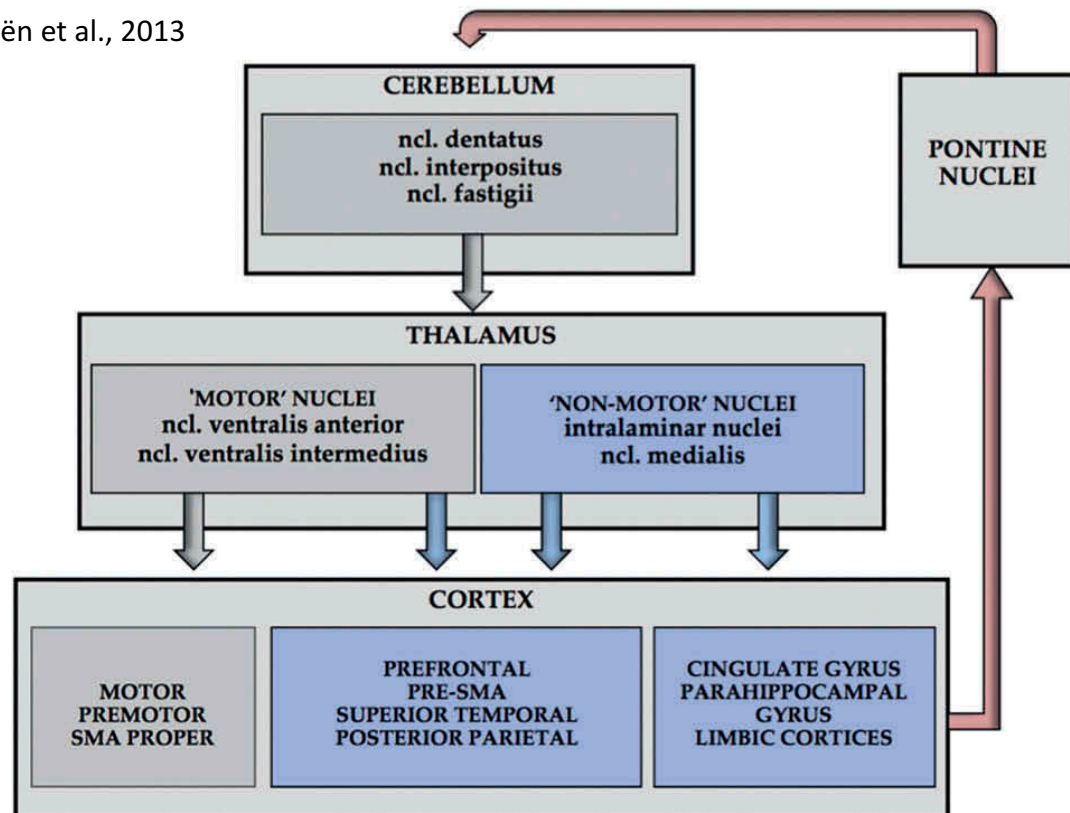 ën et al., 2013
CEREBELLUM
ncl. dentatus
ncl. interpositus
ncl. fastigii
PONTINE
NUCLEI
THALAMUS
'MOTOR' NUCLEI
ncl. ventralis anterior
ncl. ventralis intermedius
‘NON-MOTOR’ NUCLEI
intralaminar nuclei
ncl. medialis
CORTEX
MOTOR
PREMOTOR
SMA PROPER
PREFRONTAL
PRE-SMA
SUPERIOR TEMPORAL
POSTERIOR PARIETAL
CINGULATE GYRUS
PARAHIPPOCAMPAL
GYRUS
LIMBIC CORTICES